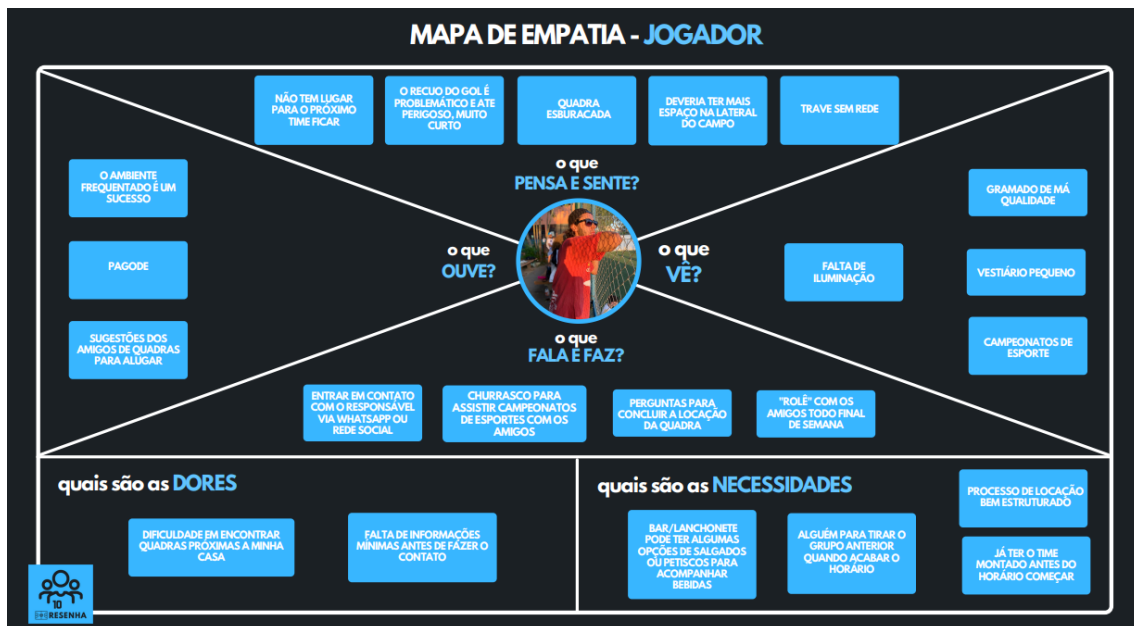 MAPA DE EMPATIA - JOGADOR
NÃO TEM LUGAR
PARA O PRÓXIMO
TIME FICAR
O RECUO DO GOL É
PROBLEMÁTICO E ATE
PERIGOSO, MUITO
CURTO
QUADRA
ESBURACADA
DEVERIA TER MAIS
ESPAÇO NA LATERAL
DO CAMPO
TRAVE SEM REDE
o que
PENSA E SENTE?
O AMBIENTE
FREQUENTADO É UM
SUCESSO
PAGODE
SUGESTÕES DOS
AMIGOS DE QUADRAS
PARA ALUGAR
o que
OUVE?
o que
VÊ?
FALTA DE
ILUMINAÇÃO
GRAMADO DE MÁ
QUALIDADE
VESTIÁRIO PEQUENO
CAMPEONATOS DE
ESPORTE
o que
FALA E FAZ?
ENTRAR EM CONTATO
COM O RESPONSÁVEL
VIA WHATSAPP OU
REDE SOCIAL
CHURRASCO PARA
ASSISTIR CAMPEONATOS
DE ESPORTES COM OS
AMIGOS
PERGUNTAS PARA
CONCLUIR A LOCAÇÃO
DA QUADRA
"ROLÊ" COM OS
AMIGOS TODO FINAL
DE SEMANA
quais são as DORES
DIFICULDADE EM ENCONTRAR
QUADRAS PRÓXIMAS A MINHA
CASA
FALTA DE INFORMAÇÕES
MÍNIMAS ANTES DE FAZER O
CONTATO
quais são as NECESSIDADES
BAR/LANCHONETE
PODE TER ALGUMAS
OPÇÕES DE SALGADOS
OU PETISCOS PARA
ACOMPANHAR
BEBIDAS
ALGUÉM PARA TIRAR O
GRUPO ANTERIOR
QUANDO ACABAR O
HORÁRIO
PROCESSO DE LOCAÇÃO
BEM ESTRUTURADO
JÁ TER O TIME
MONTADO ANTES DO
HORÁRIO COMEÇAR
10
RESENHA